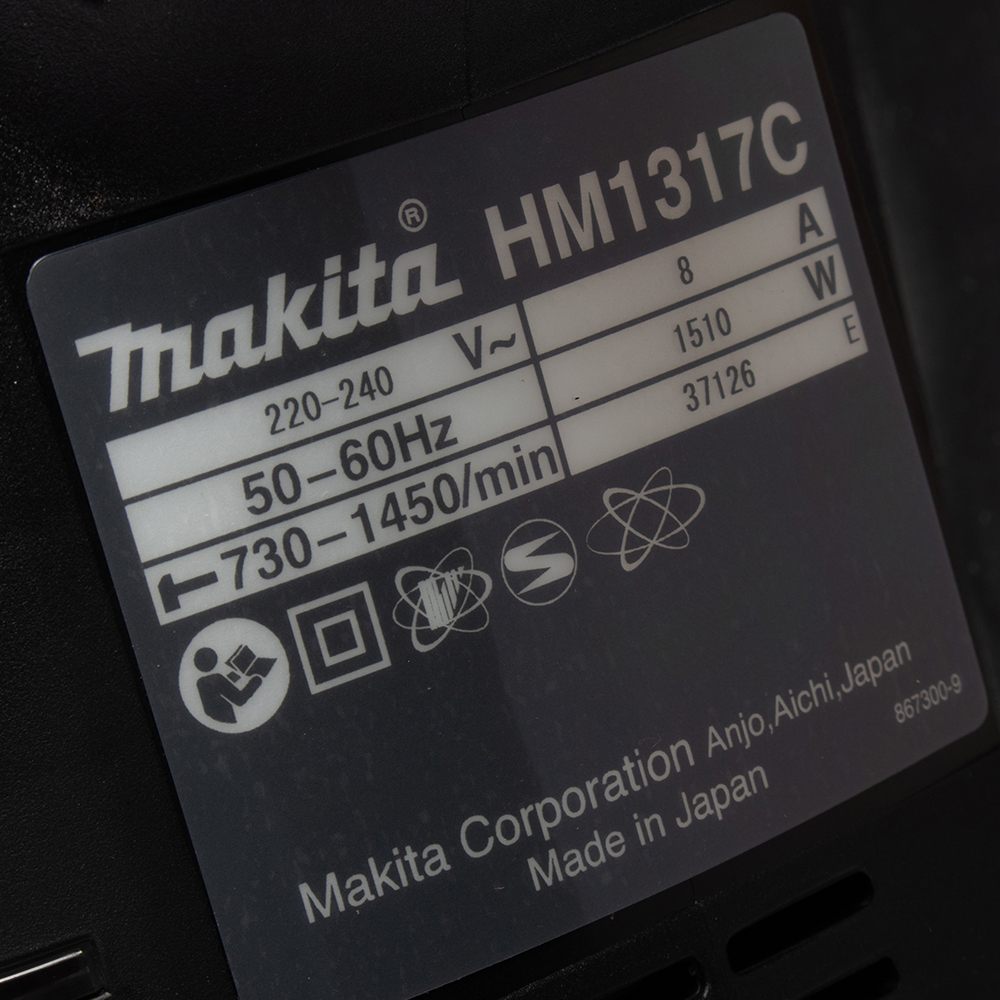 makita® HM1317C
220-240 V~ 8 A
50-60Hz 1510 W
730-1450/min 37126 E
Makita Corporation Anjo,Aichi,Japan
Made in Japan 867300-9